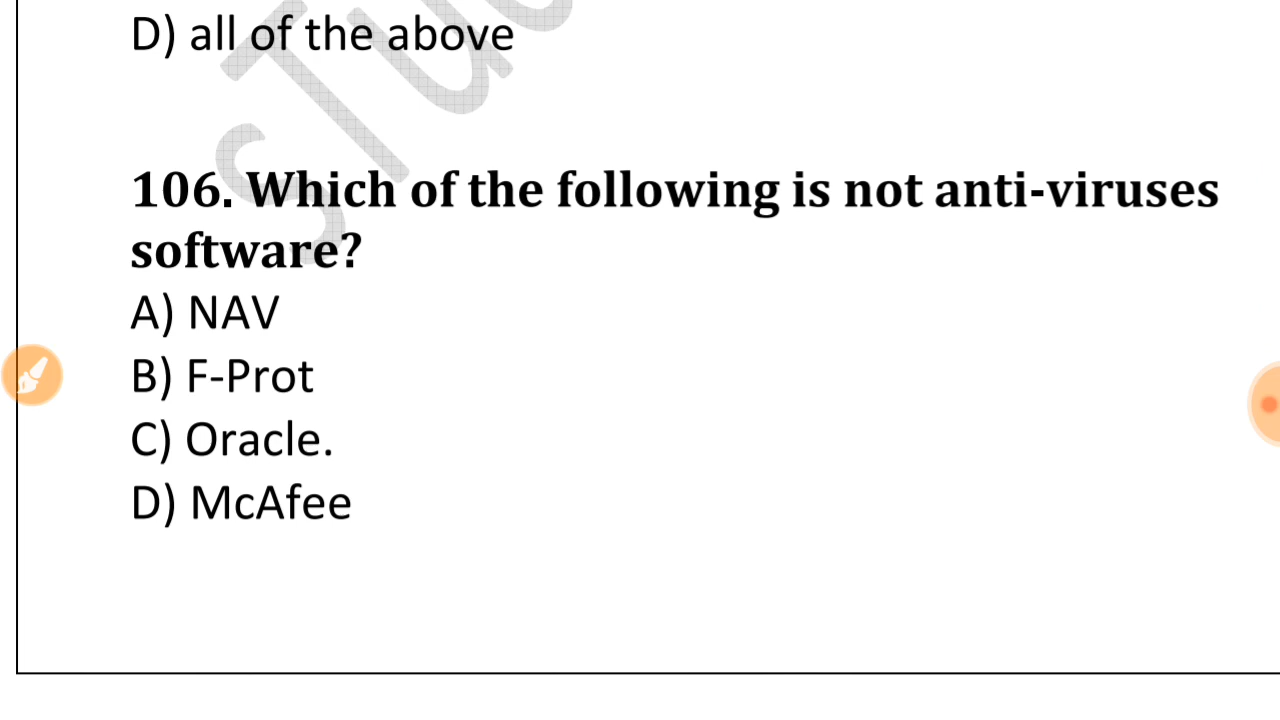 D) all of the above
106. Which of the following is not anti-viruses
software?
A) NAV
B) F-Prot
C) Oracle.
D) McAfee